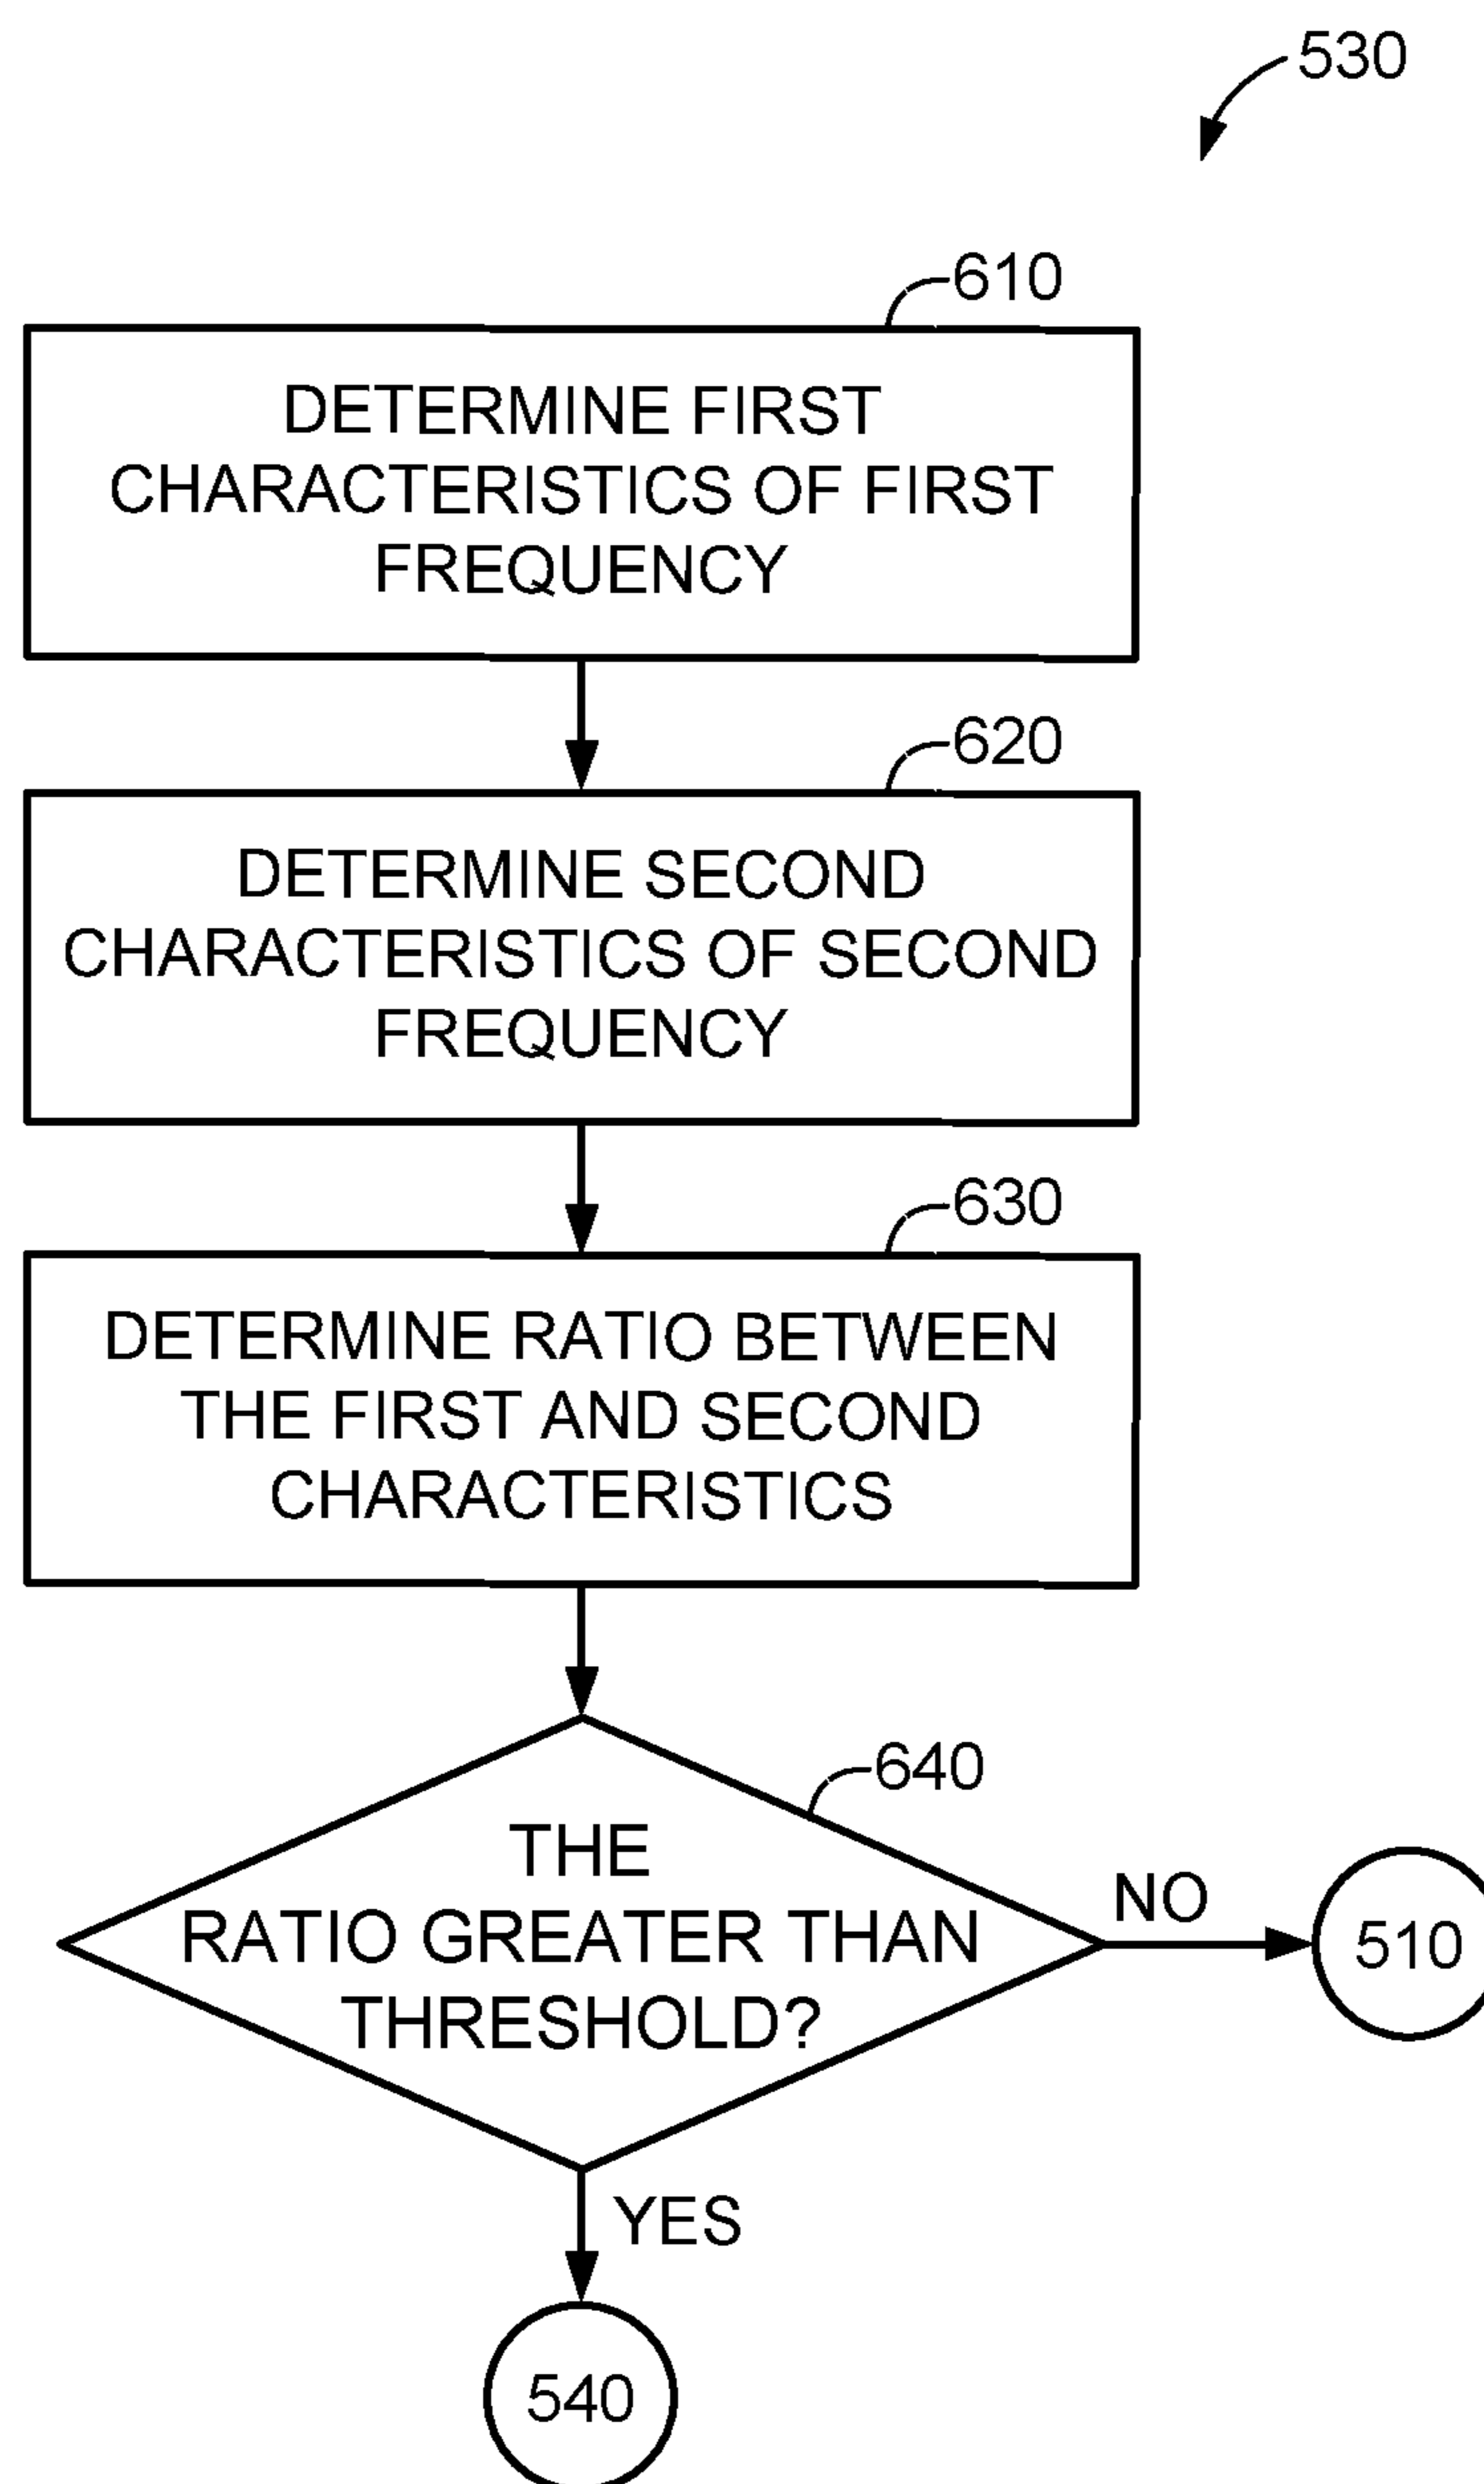 530
610
DETERMINE FIRST
CHARACTERISTICS OF FIRST
FREQUENCY
620
DETERMINE SECOND
CHARACTERISTICS OF SECOND
FREQUENCY
630
DETERMINE RATIO BETWEEN
THE FIRST AND SECOND
CHARACTERISTICS
640
THE
RATIO GREATER THAN
THRESHOLD?
NO
510
YES
540